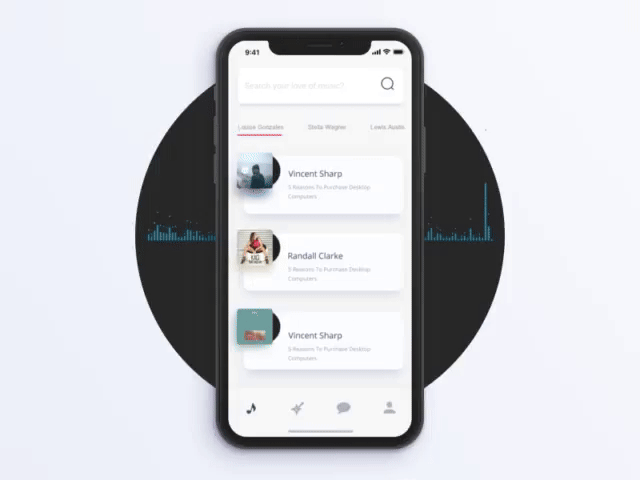 9:41
Search your love of music?
Louise Gonzales Stella Wagner Lewis Austin
Vincent Sharp
5 Reasons To Purchase Desktop
Computers
Randall Clarke
5 Reasons To Purchase Desktop
Computers
Vincent Sharp
5 Reasons To Purchase Desktop
Computers